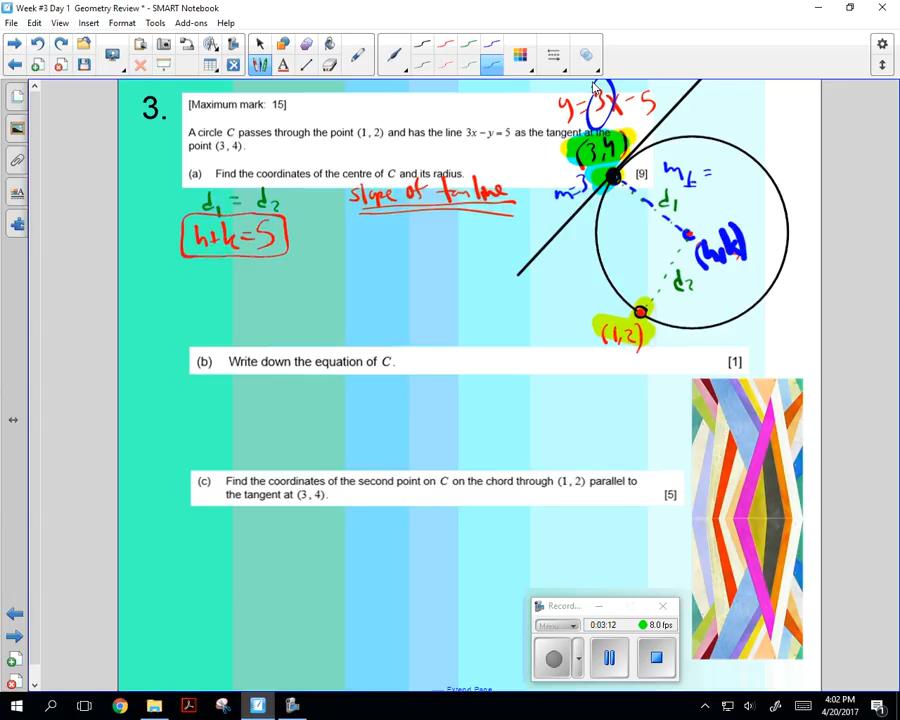 Week #3 Day 1 Geometry Review * - SMART Notebook
File Edit View Insert Format Tools Add-ons Help
3.
[Maximum mark: 15]
y = 3x - 5
A circle C passes through the point (1, 2) and has the line 3x − y = 5 as the tangent at the
point (3, 4).
(3,4)
(a) Find the coordinates of the centre of C and its radius.
[9]
m=3
m⊥ =
slope of tan line
d1 = d2
d1
h+k=5
(h,k)
d2
(1,2)
(b) Write down the equation of C.
[1]
(c) Find the coordinates of the second point on C on the chord through (1, 2) parallel to
the tangent at (3, 4).
[5]
Record...
Menu
0:03:12
8.0 fps
Extend Page
4:02 PM
4/20/2017